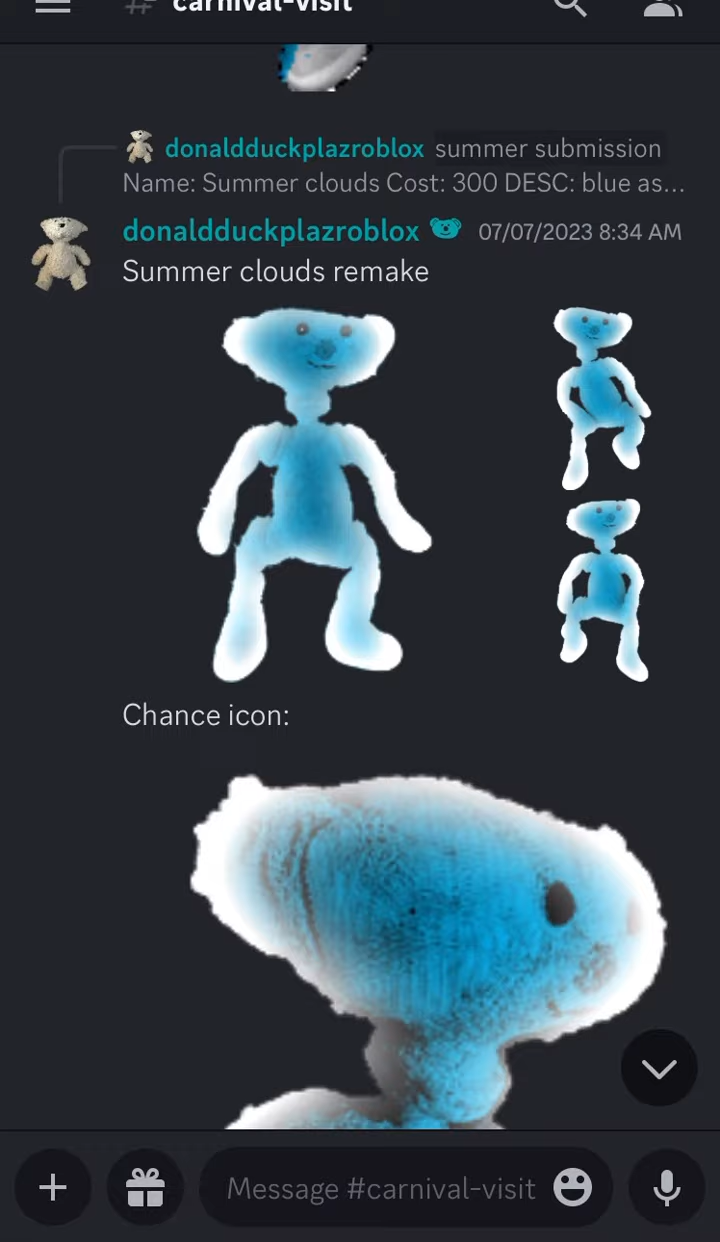 # carnival-visit
donaldduckplazroblox summer submission
Name: Summer clouds Cost: 300 DESC: blue as...
donaldduckplazroblox 07/07/2023 8:34 AM
Summer clouds remake
Chance icon:
Message #carnival-visit